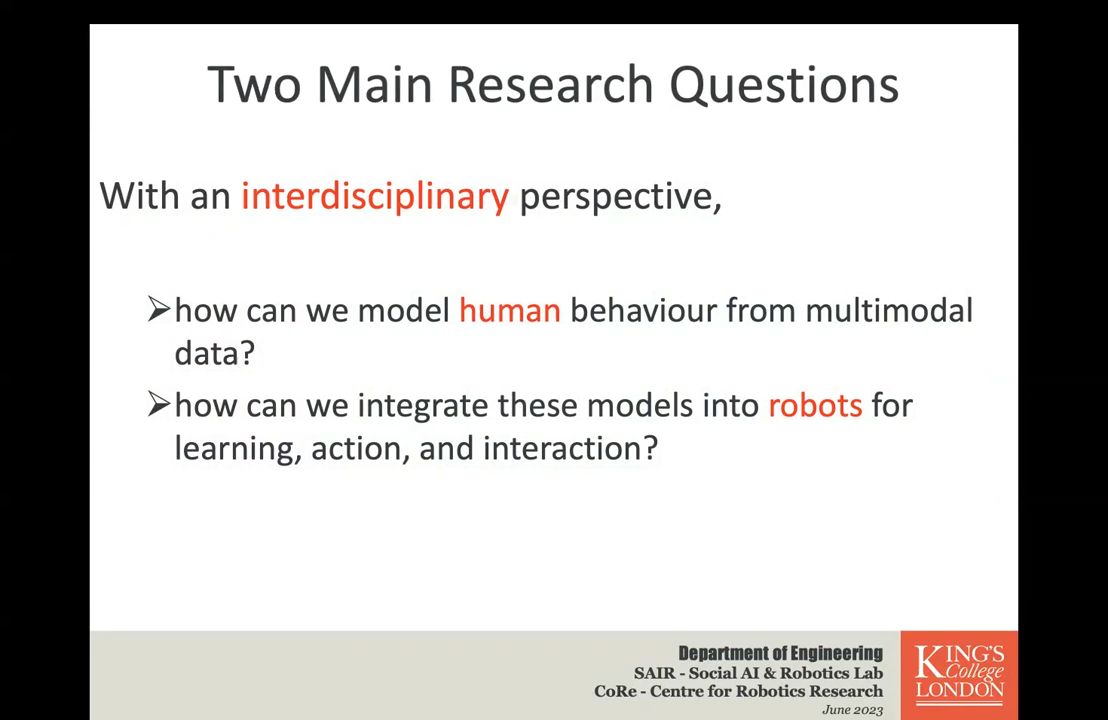 Two Main Research Questions
With an interdisciplinary perspective,
➢how can we model human behaviour from multimodal
data?
➢how can we integrate these models into robots for
learning, action, and interaction?
Department of Engineering
SAIR - Social AI & Robotics Lab
CoRe - Centre for Robotics Research
June 2023
KING'S
College
LONDON